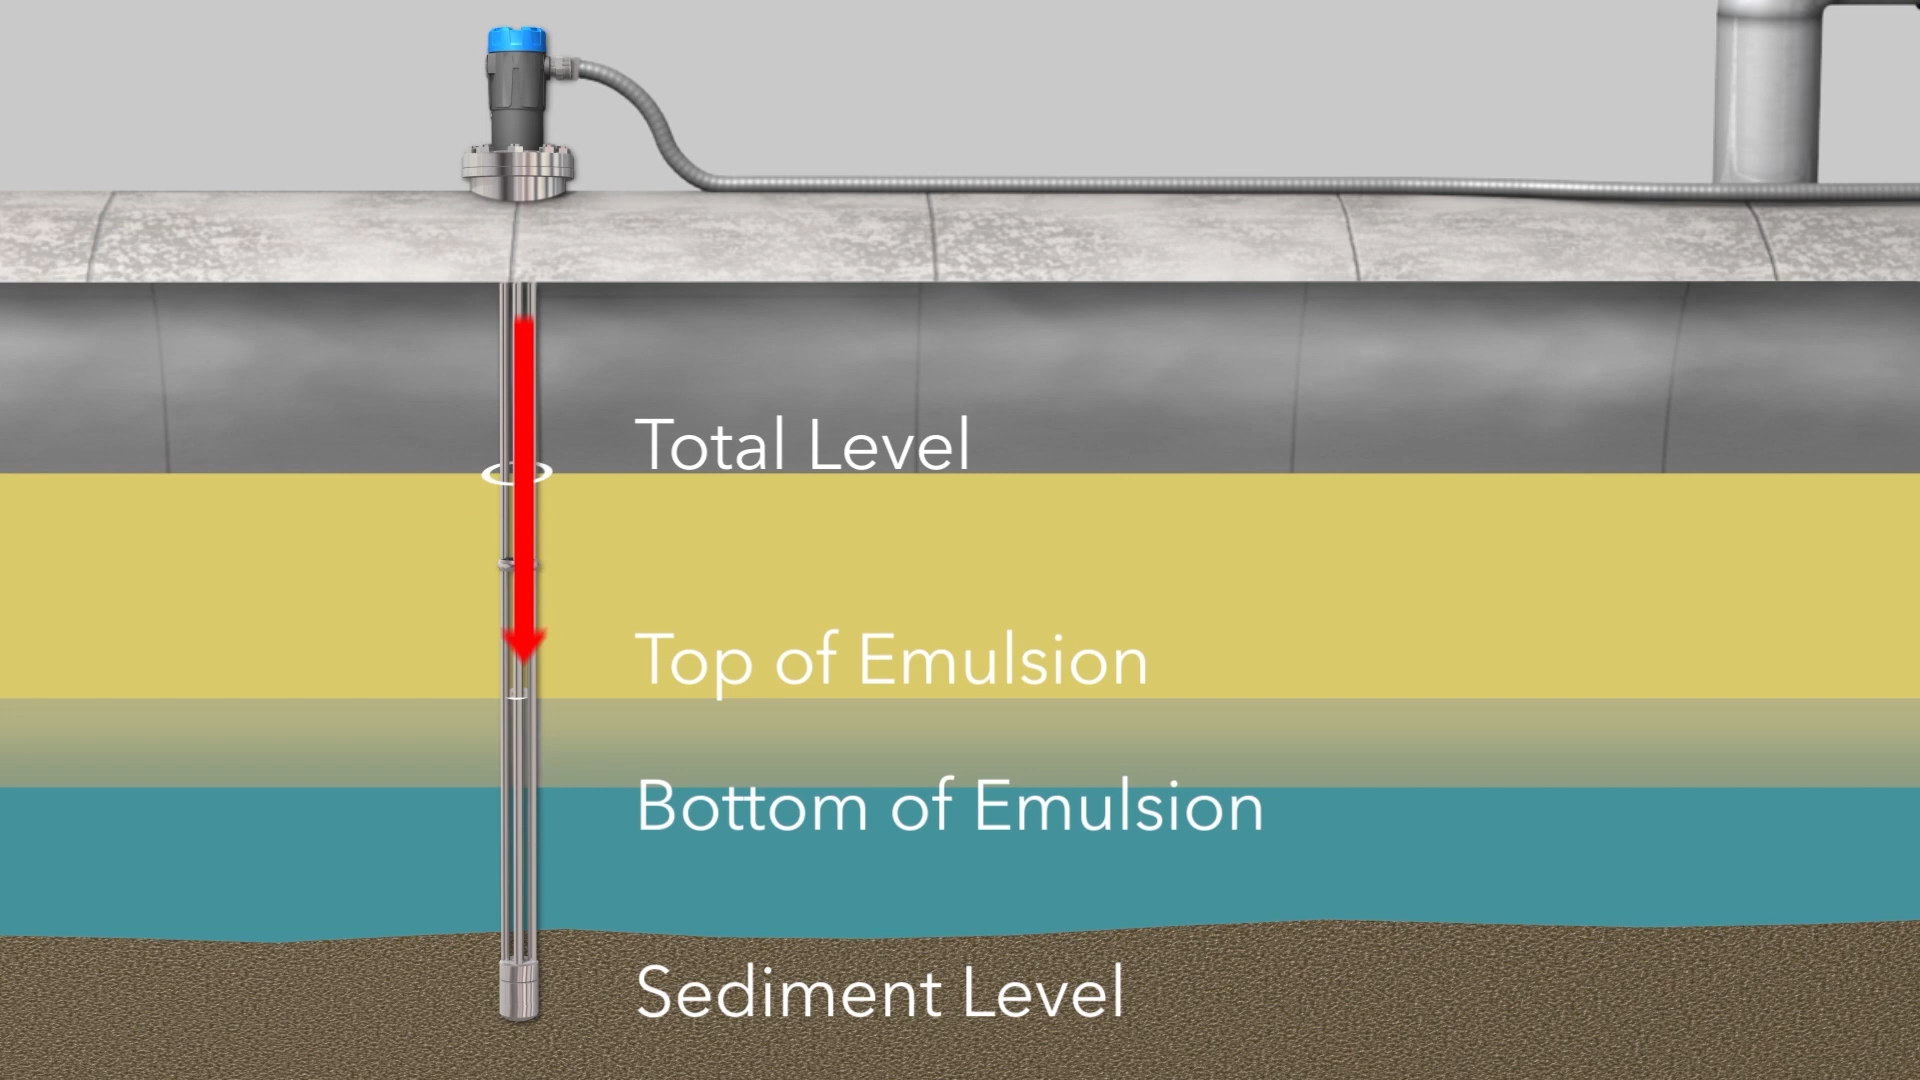 Total Level
Top of Emulsion
Bottom of Emulsion
Sediment Level